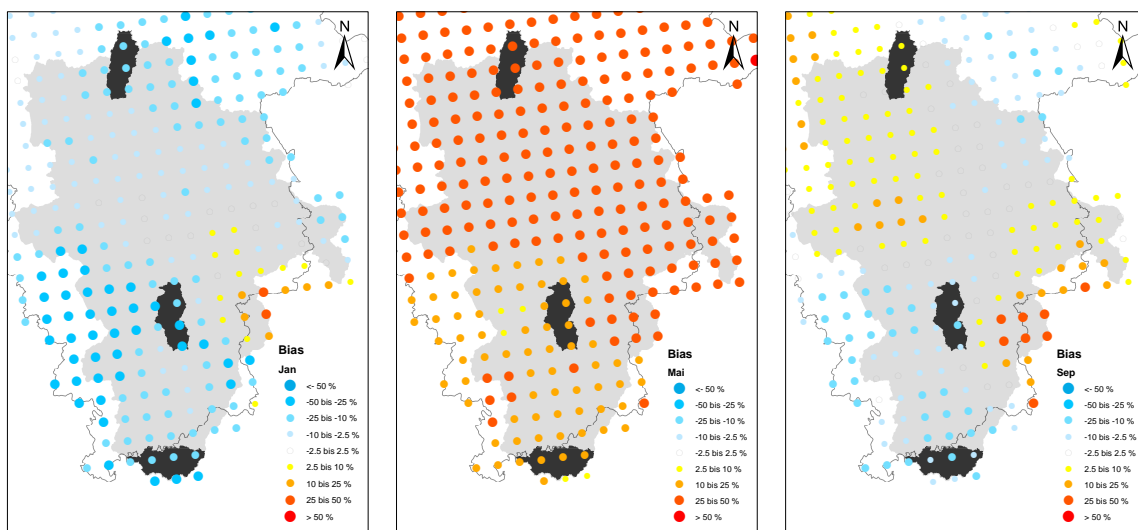 N
Bias
Jan
<- 50 %
-50 bis -25 %
-25 bis -10 %
-10 bis -2.5 %
-2.5 bis 2.5 %
2.5 bis 10 %
10 bis 25 %
25 bis 50 %
> 50 %
N
Bias
Mai
<- 50 %
-50 bis -25 %
-25 bis -10 %
-10 bis -2.5 %
-2.5 bis 2.5 %
2.5 bis 10 %
10 bis 25 %
25 bis 50 %
> 50 %
N
Bias
Sep
<- 50 %
-50 bis -25 %
-25 bis -10 %
-10 bis -2.5 %
-2.5 bis 2.5 %
2.5 bis 10 %
10 bis 25 %
25 bis 50 %
> 50 %